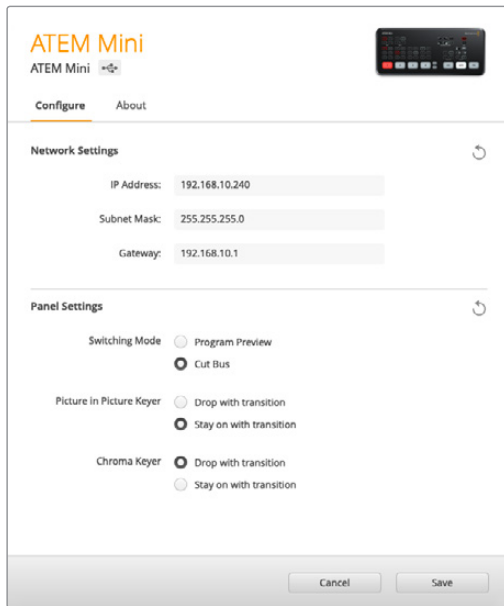 ATEM Mini
ATEM Mini
Configure About
Network Settings
IP Address: 192.168.10.240
Subnet Mask: 255.255.255.0
Gateway: 192.168.10.1
Panel Settings
Switching Mode Program Preview
Cut Bus
Picture in Picture Keyer Drop with transition
Stay on with transition
Chroma Keyer Drop with transition
Stay on with transition
Cancel Save